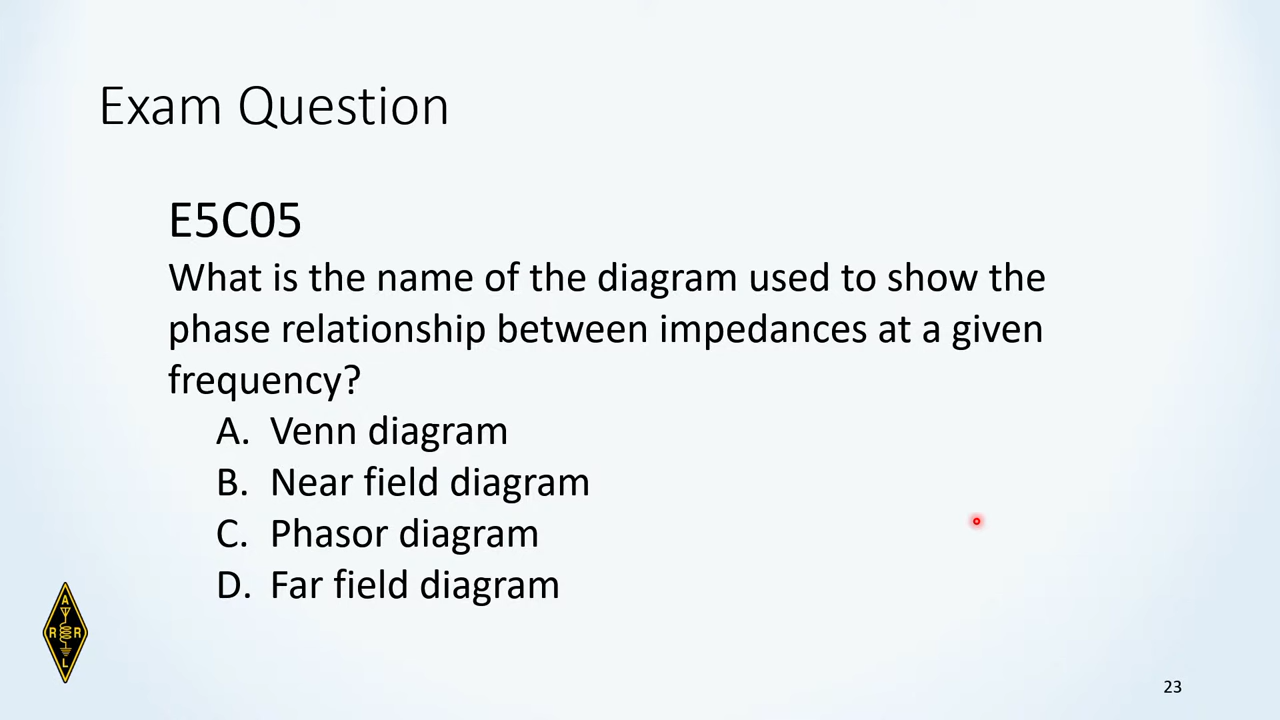 Exam Question
E5C05
What is the name of the diagram used to show the
phase relationship between impedances at a given
frequency?
A. Venn diagram
B. Near field diagram
C. Phasor diagram
D. Far field diagram
A
R R
L
23